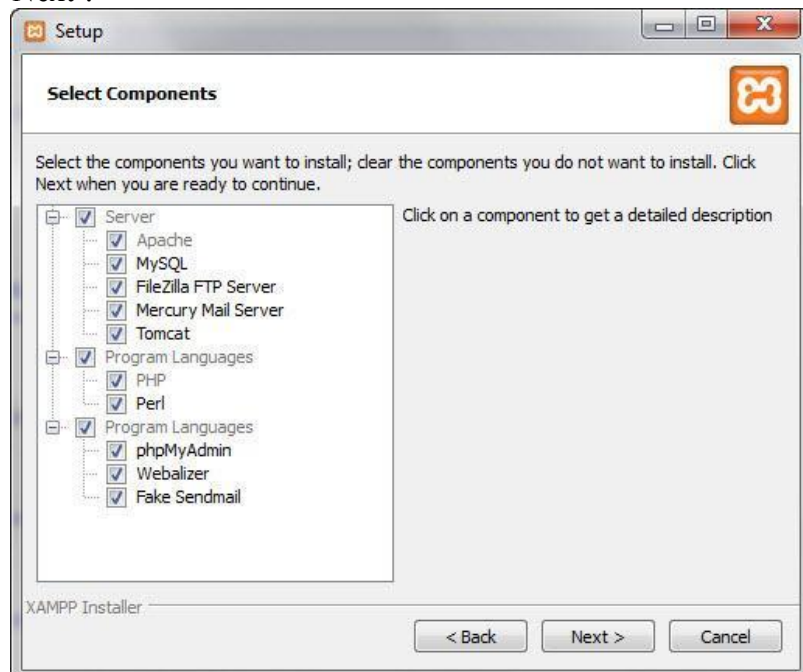 Setup
Select Components
Select the components you want to install; clear the components you do not want to install. Click
Next when you are ready to continue.
Server
Apache
MySQL
FileZilla FTP Server
Mercury Mail Server
Tomcat
Program Languages
PHP
Perl
Program Languages
phpMyAdmin
Webalizer
Fake Sendmail
Click on a component to get a detailed description
XAMPP Installer
< Back
Next >
Cancel